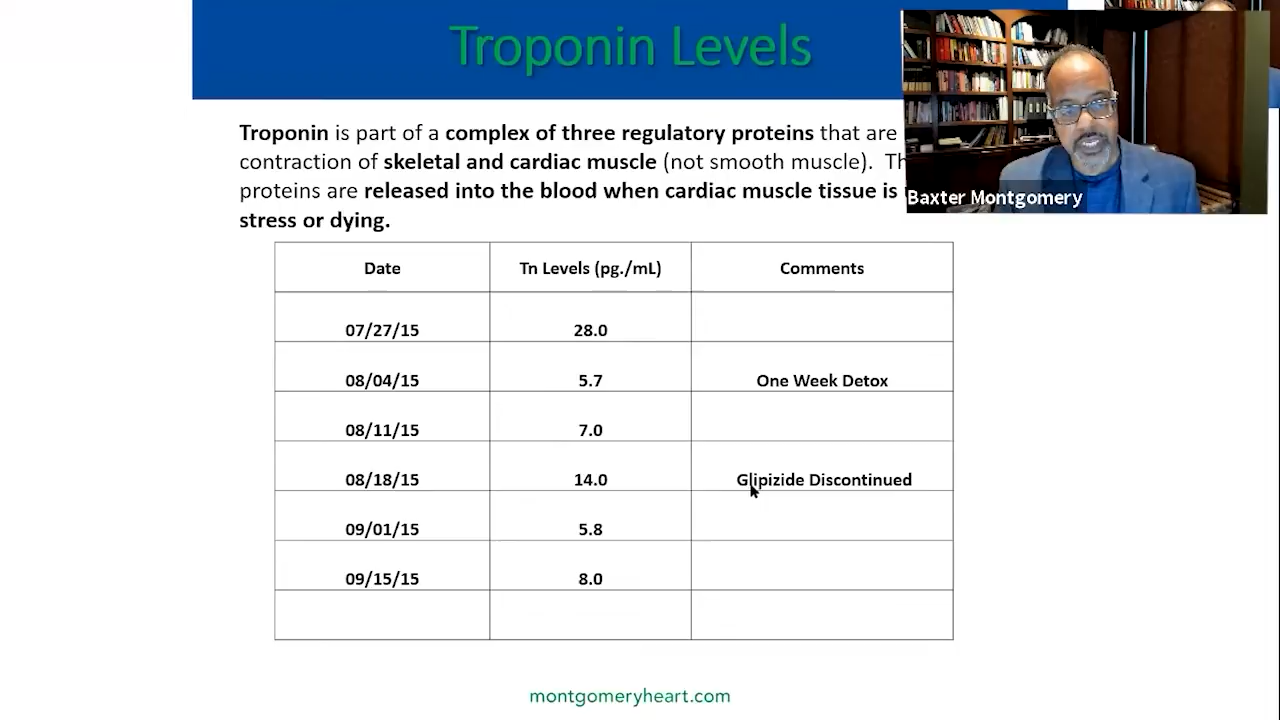 Troponin Levels
Troponin is part of a complex of three regulatory proteins that are
contraction of skeletal and cardiac muscle (not smooth muscle).
proteins are released into the blood when cardiac muscle tissue is
stress or dying.
Baxter Montgomery
Date Tn Levels (pg./mL) Comments
07/27/15 28.0
08/04/15 5.7 One Week Detox
08/11/15 7.0
08/18/15 14.0 Glipizide Discontinued
09/01/15 5.8
09/15/15 8.0
montgomeryheart.com